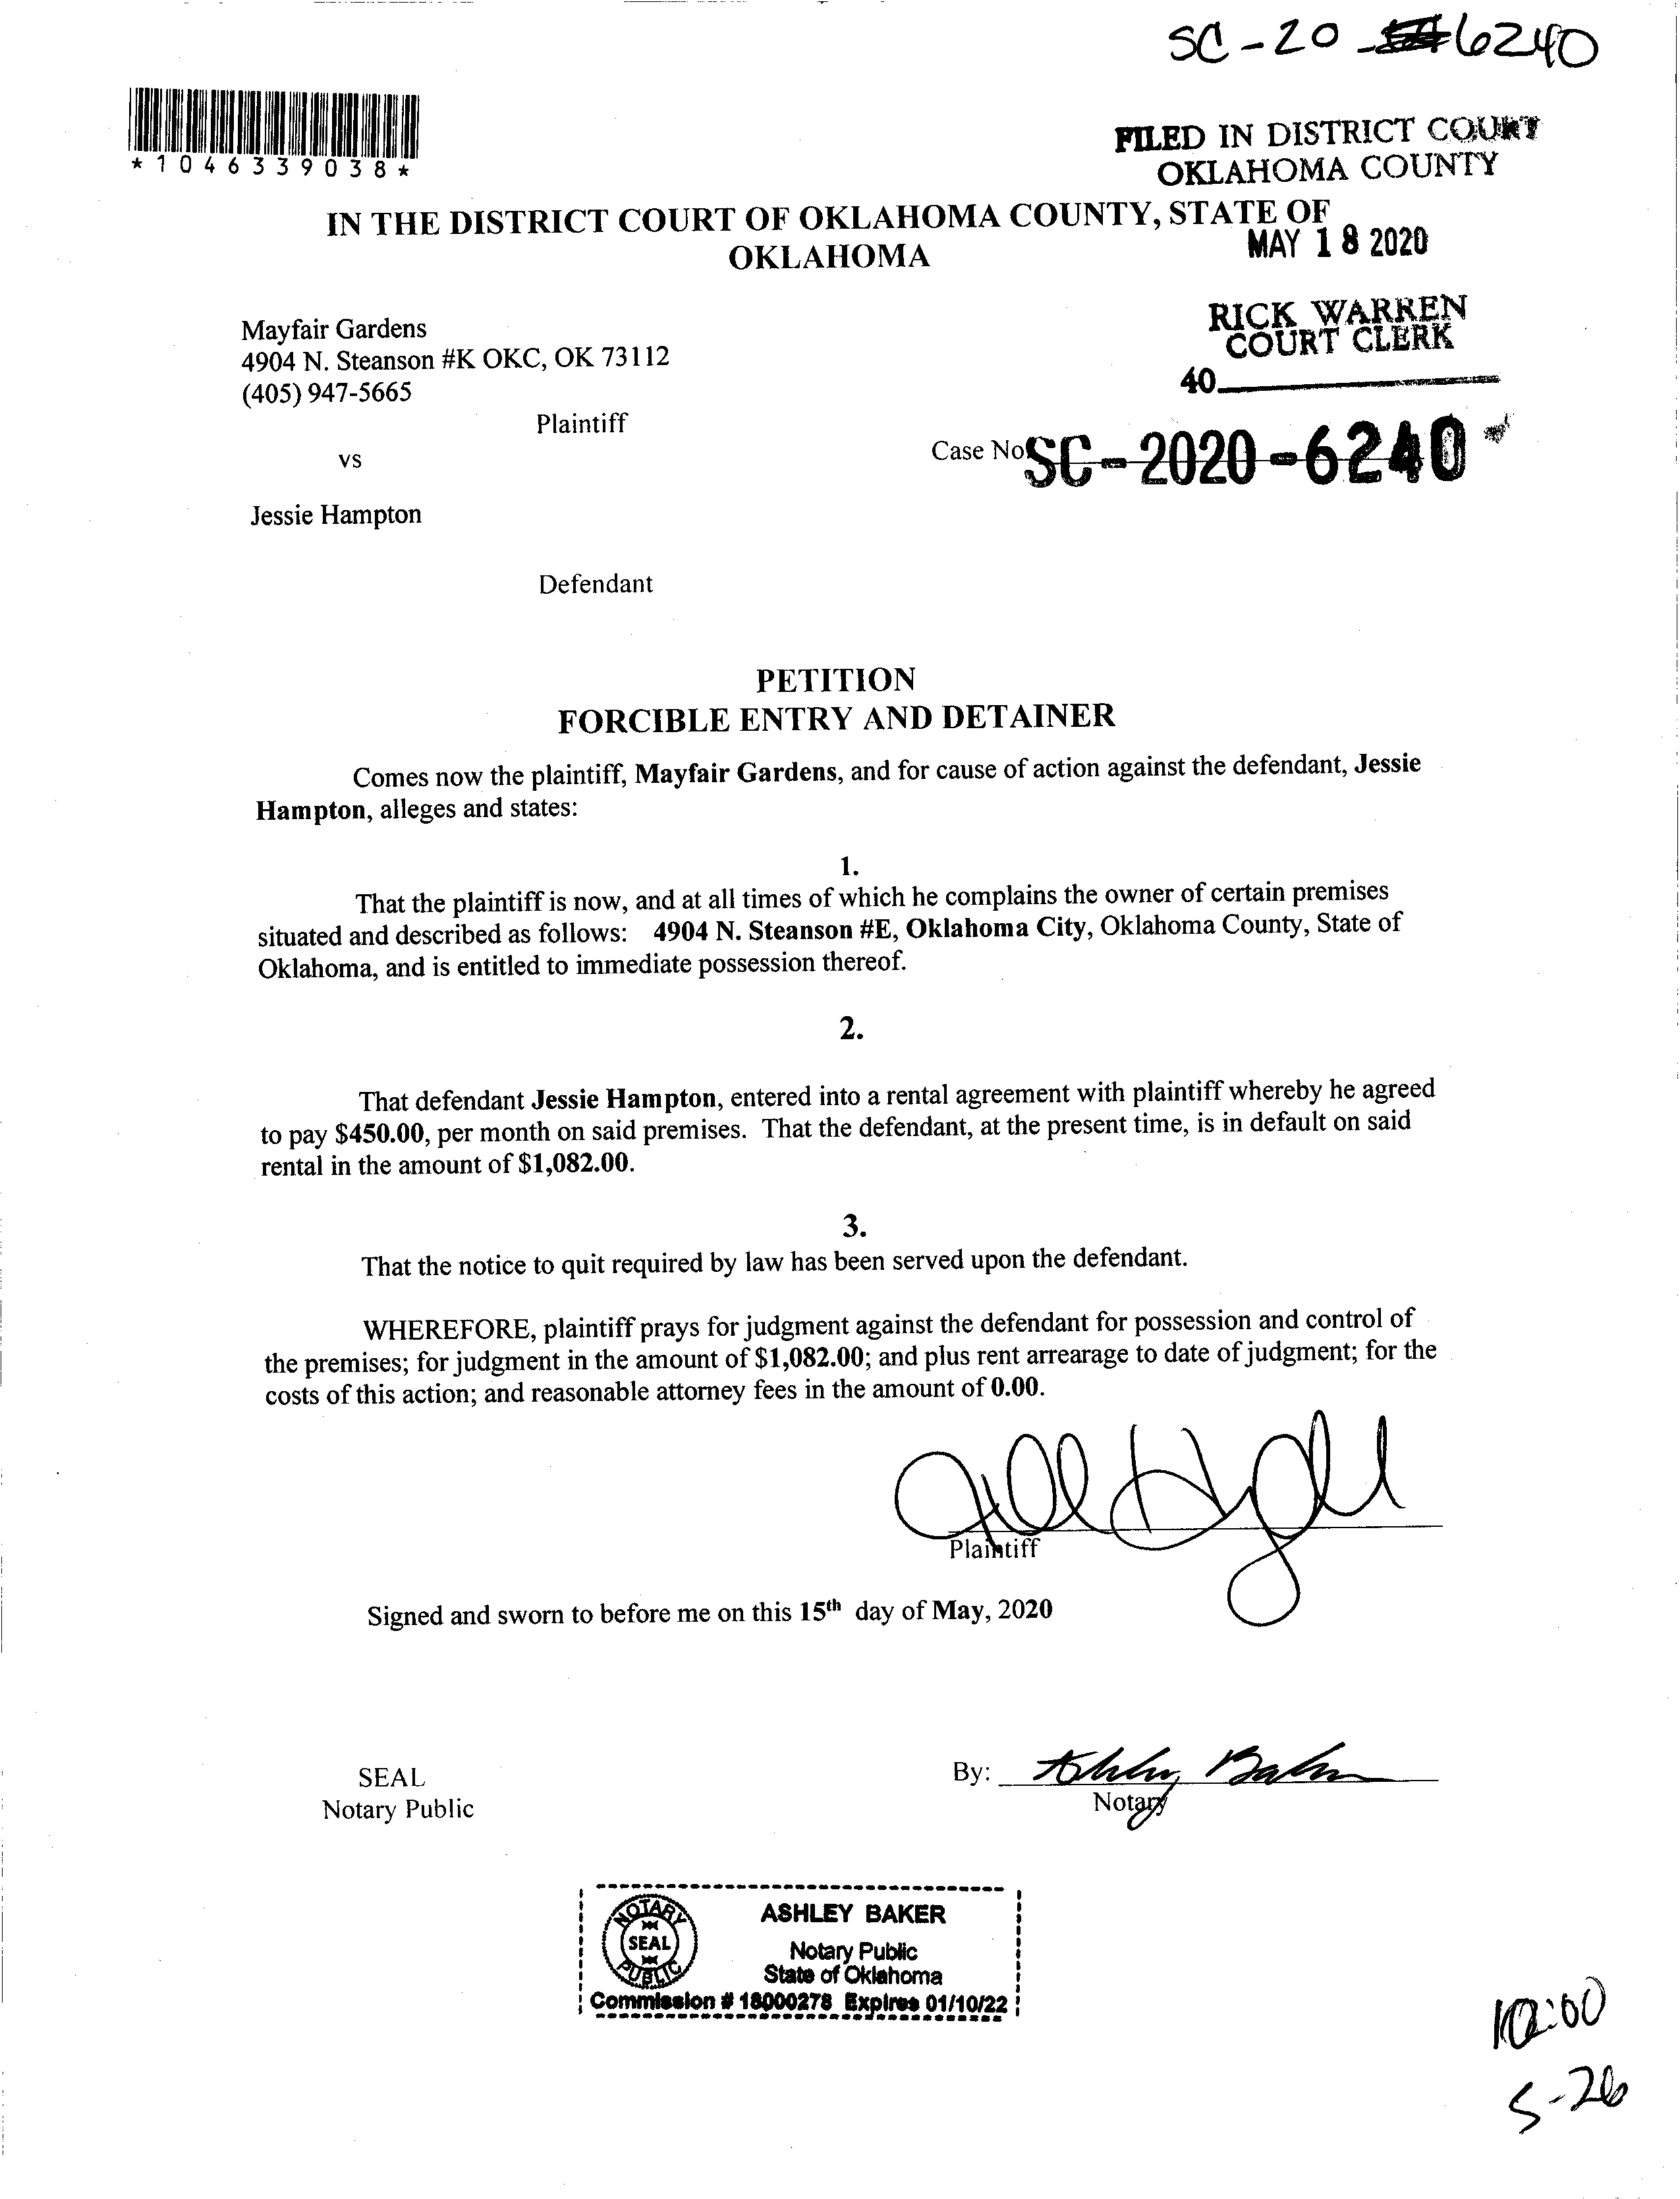 SC-20-6240
*1046339038*
FILED IN DISTRICT COURT
OKLAHOMA COUNTY
IN THE DISTRICT COURT OF OKLAHOMA COUNTY, STATE OF
OKLAHOMA
MAY 18 2020
RICK WARREN
COURT CLERK
40
Mayfair Gardens
4904 N. Steanson #K OKC, OK 73112
(405) 947-5665
Plaintiff
vs
Case No SC-2020-6240
Jessie Hampton
Defendant
PETITION
FORCIBLE ENTRY AND DETAINER
Comes now the plaintiff, Mayfair Gardens, and for cause of action against the defendant, Jessie
Hampton, alleges and states:
1.
That the plaintiff is now, and at all times of which he complains the owner of certain premises
situated and described as follows: 4904 N. Steanson #E, Oklahoma City, Oklahoma County, State of
Oklahoma, and is entitled to immediate possession thereof.
2.
That defendant Jessie Hampton, entered into a rental agreement with plaintiff whereby he agreed
to pay $450.00, per month on said premises. That the defendant, at the present time, is in default on said
rental in the amount of $1,082.00.
3.
That the notice to quit required by law has been served upon the defendant.
WHEREFORE, plaintiff prays for judgment against the defendant for possession and control of
the premises; for judgment in the amount of $1,082.00; and plus rent arrearage to date of judgment; for the
costs of this action; and reasonable attorney fees in the amount of 0.00.
Plaintiff
Signed and sworn to before me on this 15th day of May, 2020
SEAL
Notary Public
By: Ashley Baker
Notary
NOTARY
SEAL
PUBLIC
ASHLEY BAKER
Notary Public
State of Oklahoma
Commission # 18000278 Expires 01/10/22
5-26